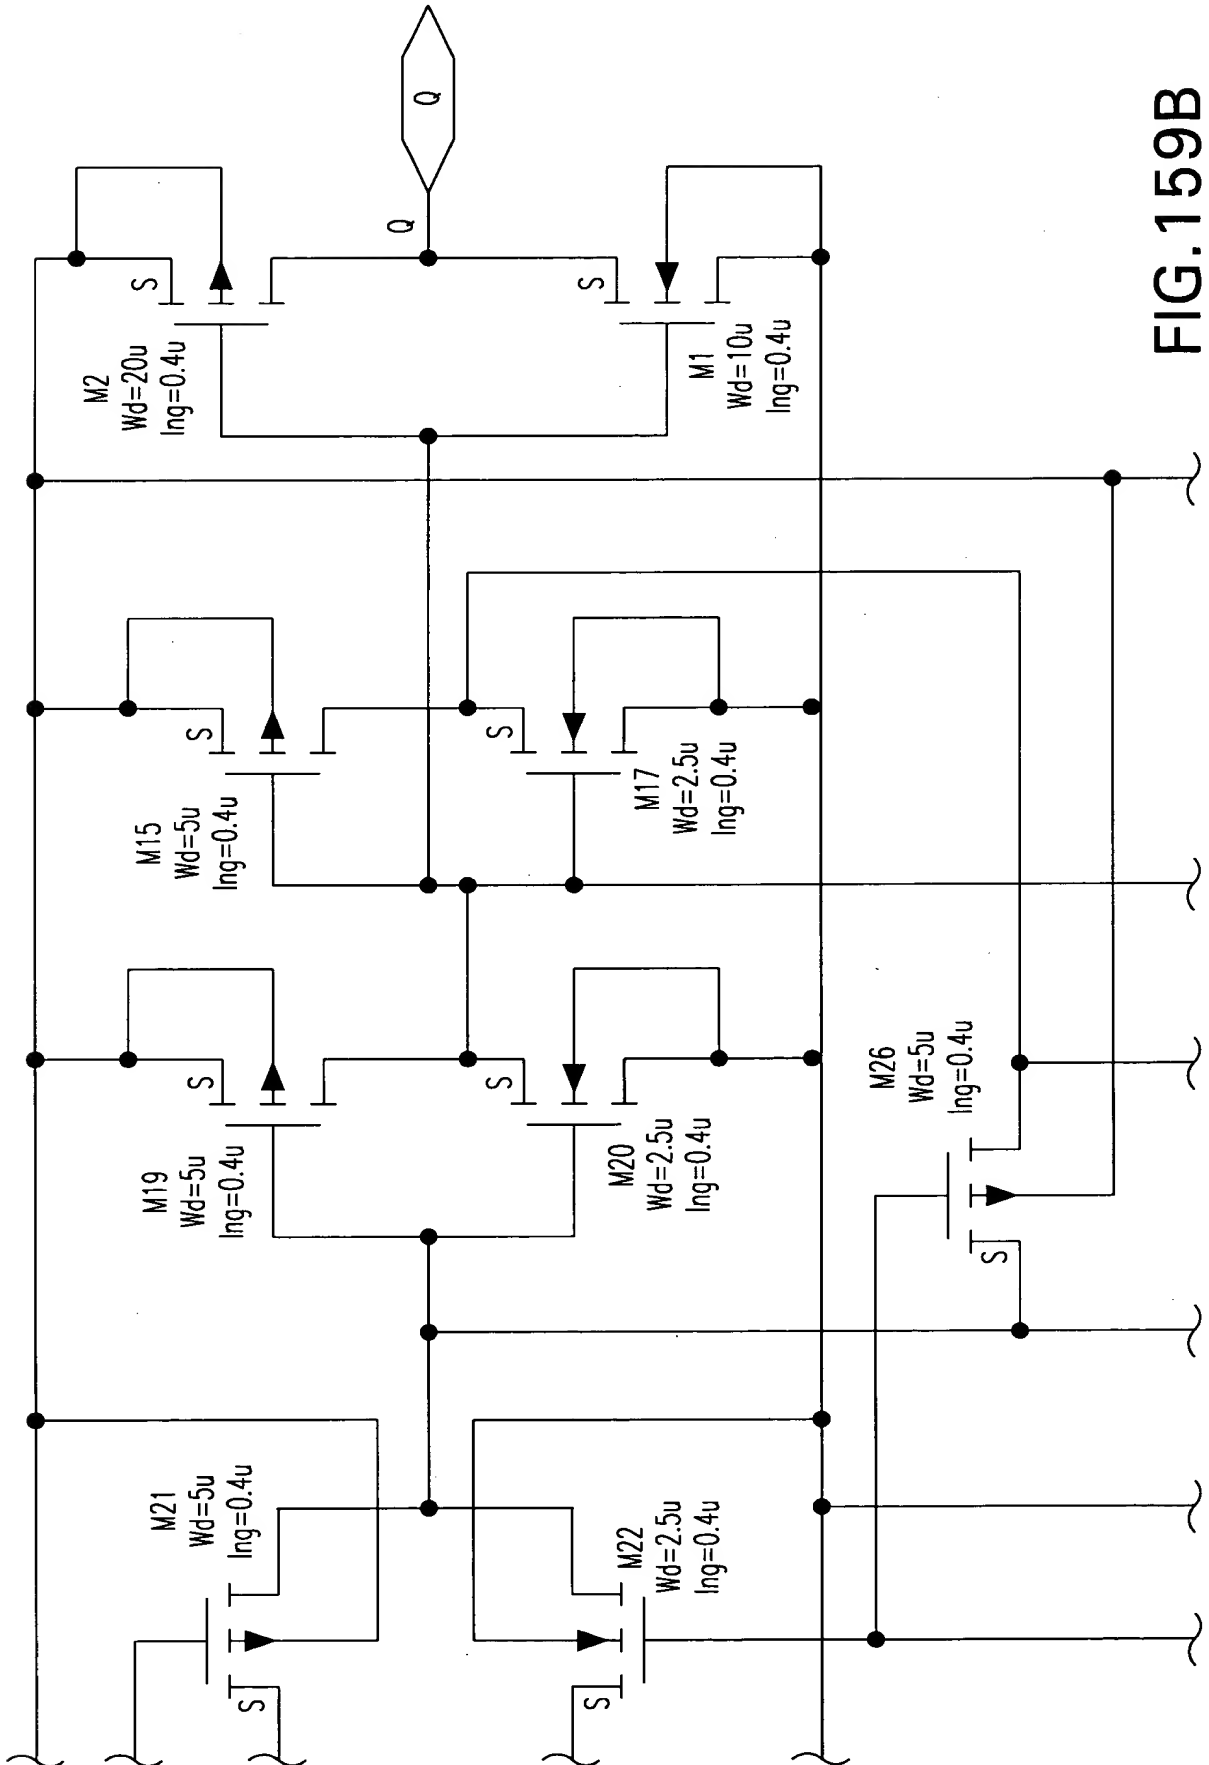 Q
Q
S
M2
Wd=20u
lng=0.4u
S
M1
Wd=10u
lng=0.4u
S
M15
Wd=5u
lng=0.4u
S
M17
Wd=2.5u
lng=0.4u
S
M19
Wd=5u
lng=0.4u
S
M20
Wd=2.5u
lng=0.4u
M26
Wd=5u
lng=0.4u
S
M21
Wd=5u
lng=0.4u
S
M22
Wd=2.5u
lng=0.4u
S
FIG.159B